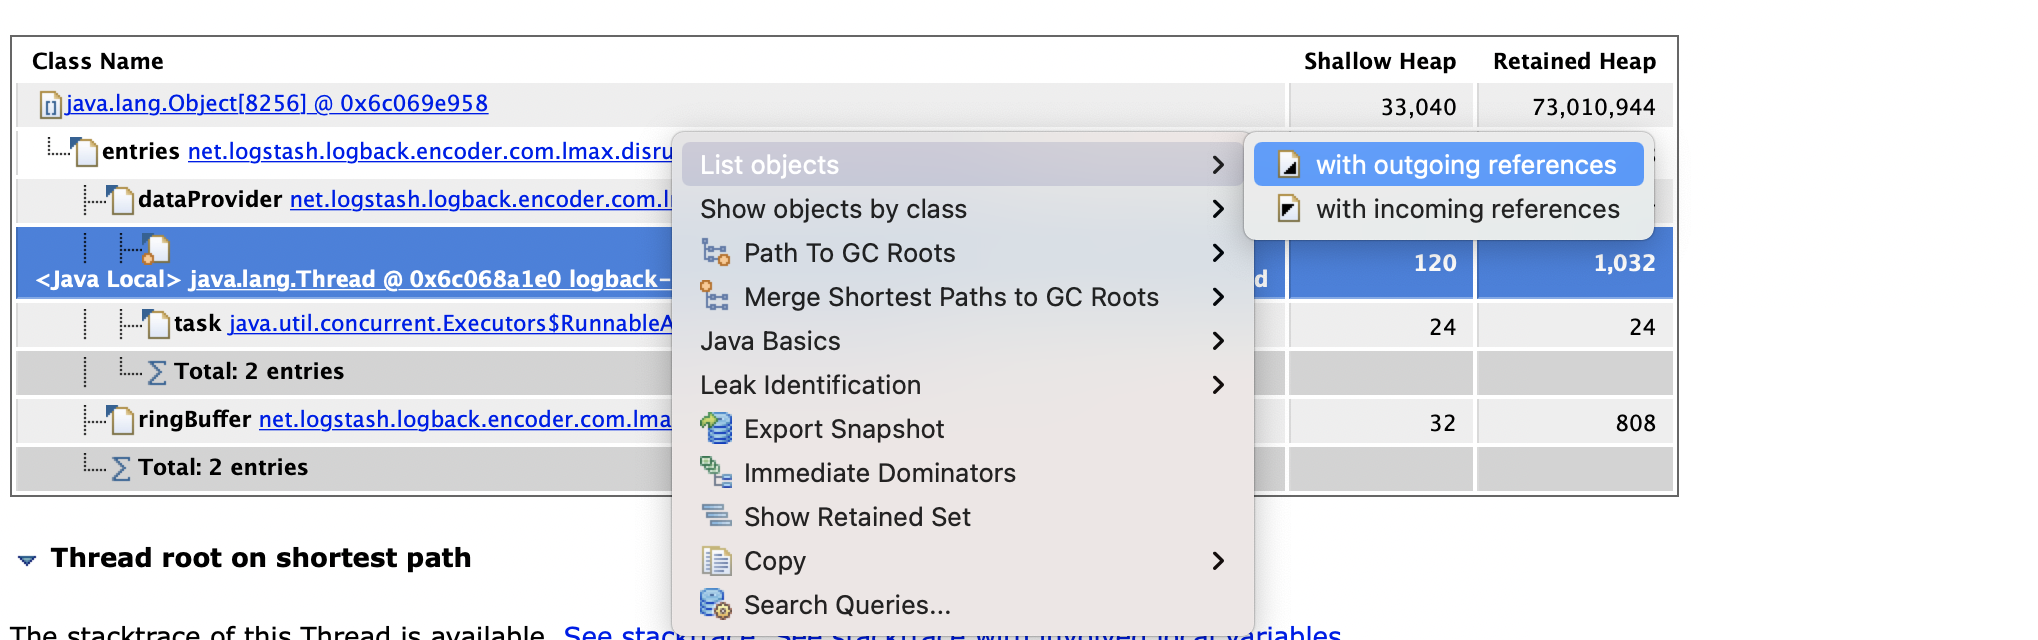 Class Name Shallow Heap Retained Heap
java.lang.Object[8256] @ 0x6c069e958 33,040 73,010,944
entries net.logstash.logback.encoder.com.lmax.disru
dataProvider net.logstash.logback.encoder.com.l
<Java Local> java.lang.Thread @ 0x6c068a1e0 logback- d 120 1,032
task java.util.concurrent.Executors$RunnableA 24 24
Total: 2 entries
ringBuffer net.logstash.logback.encoder.com.lma 32 808
Total: 2 entries
List objects
Show objects by class
Path To GC Roots
Merge Shortest Paths to GC Roots
Java Basics
Leak Identification
Export Snapshot
Immediate Dominators
Show Retained Set
Copy
Search Queries...
with outgoing references
with incoming references
Thread root on shortest path
The stacktrace of this Thread is available. See stacktrace. See stacktrace with involved local variables.